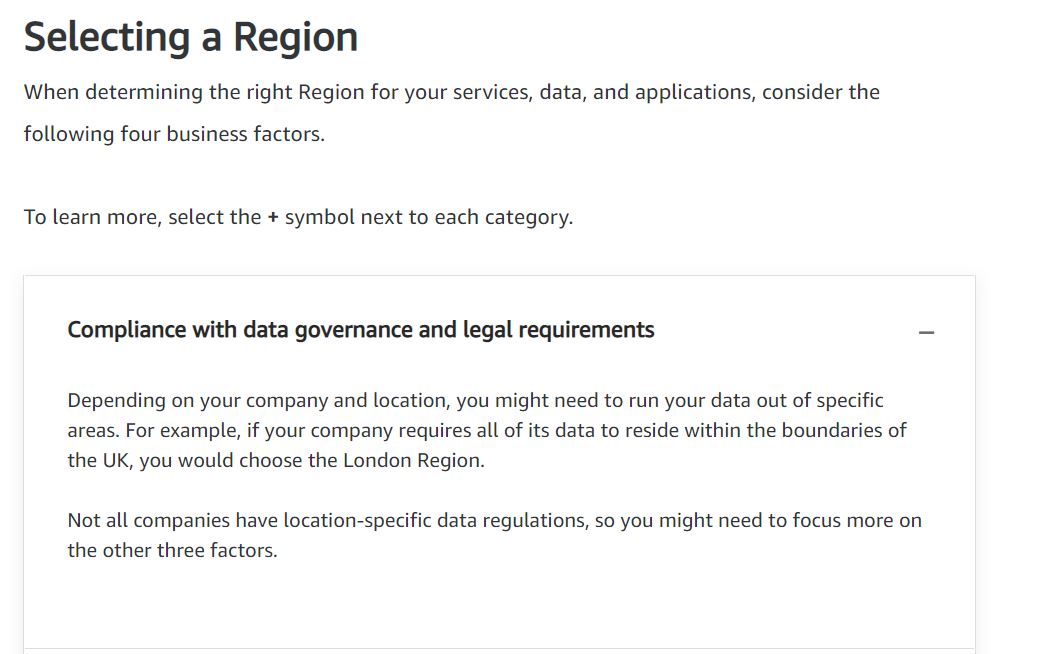 Selecting a Region
When determining the right Region for your services, data, and applications, consider the
following four business factors.
To learn more, select the + symbol next to each category.
Compliance with data governance and legal requirements
Depending on your company and location, you might need to run your data out of specific
areas. For example, if your company requires all of its data to reside within the boundaries of
the UK, you would choose the London Region.
Not all companies have location-specific data regulations, so you might need to focus more on
the other three factors.